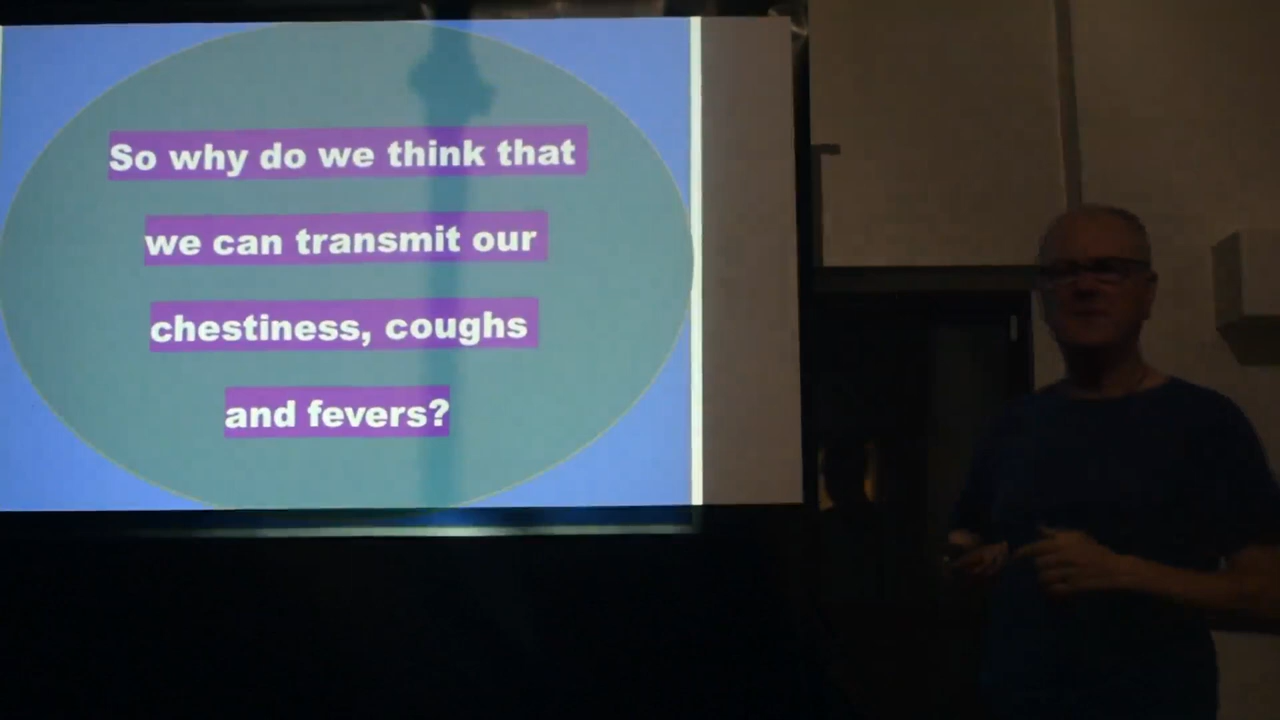 So why do we think that
we can transmit our
chestiness, coughs
and fevers?